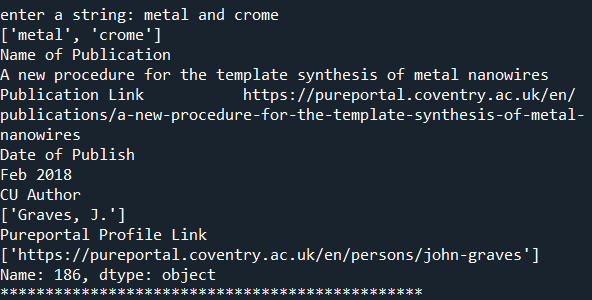 enter a string: metal and crome
['metal', 'crome']
Name of Publication
A new procedure for the template synthesis of metal nanowires
Publication Link           https://pureportal.coventry.ac.uk/en/
publications/a-new-procedure-for-the-template-synthesis-of-metal-
nanowires
Date of Publish
Feb 2018
CU Author
['Graves, J.']
Pureportal Profile Link
['https://pureportal.coventry.ac.uk/en/persons/john-graves']
Name: 186, dtype: object
***********************************************